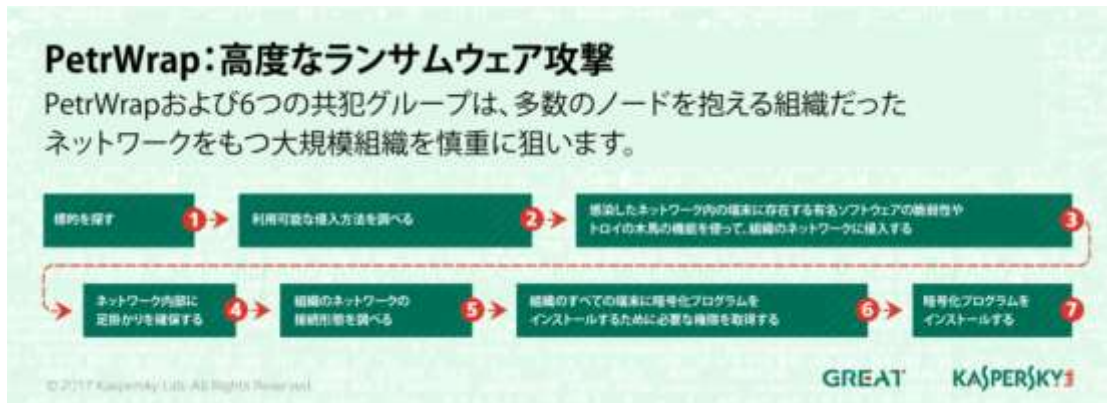 PetrWrap:高度なランサムウェア攻撃
PetrWrapおよび6つの共犯グループは、多数のノードを抱える組織だった
ネットワークをもつ大規模組織を慎重に狙います。
標的を探す
1
利用可能な侵入方法を調べる
2
感染したネットワーク内の端末に存在する有名ソフトウェアの脆弱性や
トロイの木馬の機能を使って、組織のネットワークに侵入する
3
ネットワーク内部に
足掛かりを確保する
4
組織のネットワークの
接続形態を調べる
5
組織のすべての端末に暗号化プログラムを
インストールするために必要な権限を取得する
6
暗号化プログラムを
インストールする
7
© 2017 Kaspersky Lab. All Rights Reserved.
GREAT
KASPERSKY